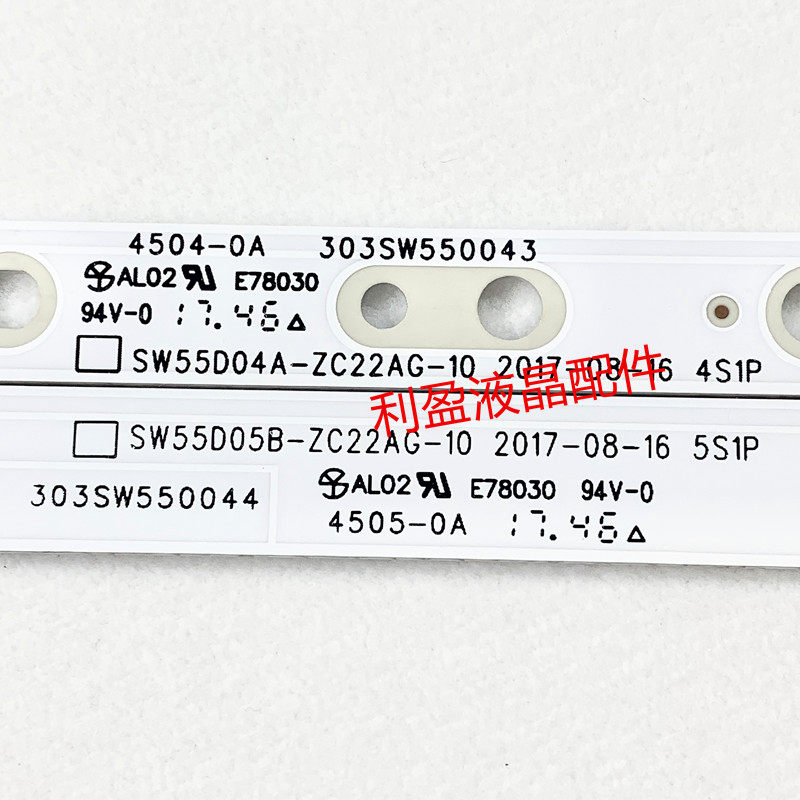 4504-0A 303SW550043
AL02 E78030
94V-0 17.46
SW55D04A-ZC22AG-10 2017-08-16 4S1P
利盈液晶配件
SW55D05B-ZC22AG-10 2017-08-16 5S1P
303SW550044 AL02 E78030 94V-0
4505-0A 17.46